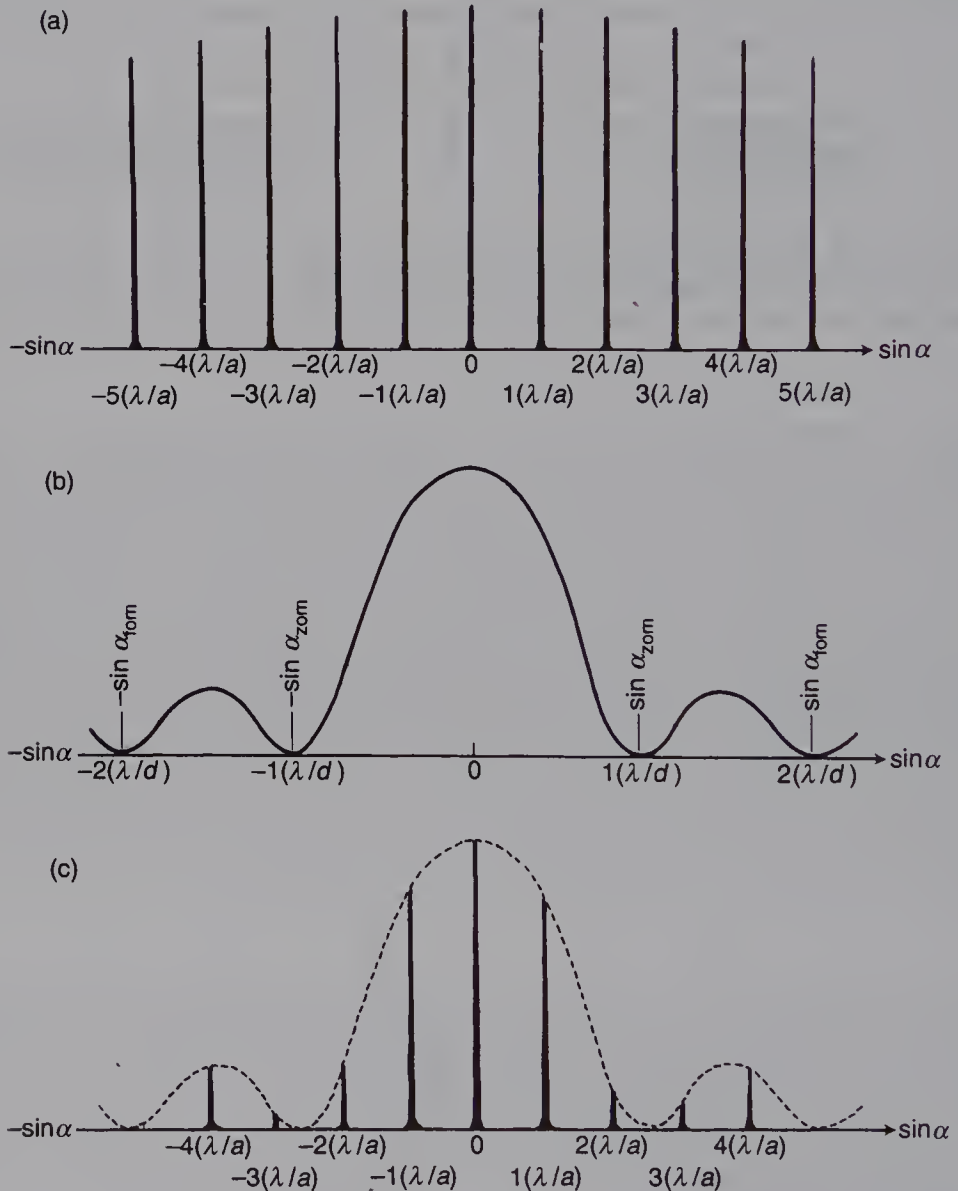 (a)
–sinα
–5(λ/a) –4(λ/a) –3(λ/a) –2(λ/a) –1(λ/a) 0 1(λ/a) 2(λ/a) 3(λ/a) 4(λ/a) 5(λ/a)
sinα
(b)
–sin α_fom
–sin α_zom
sin α_zom
sin α_fom
–sinα
–2(λ/d) –1(λ/d) 0 1(λ/d) 2(λ/d)
sinα
(c)
–sinα
–4(λ/a) –3(λ/a) –2(λ/a) –1(λ/a) 0 1(λ/a) 2(λ/a) 3(λ/a) 4(λ/a)
sinα